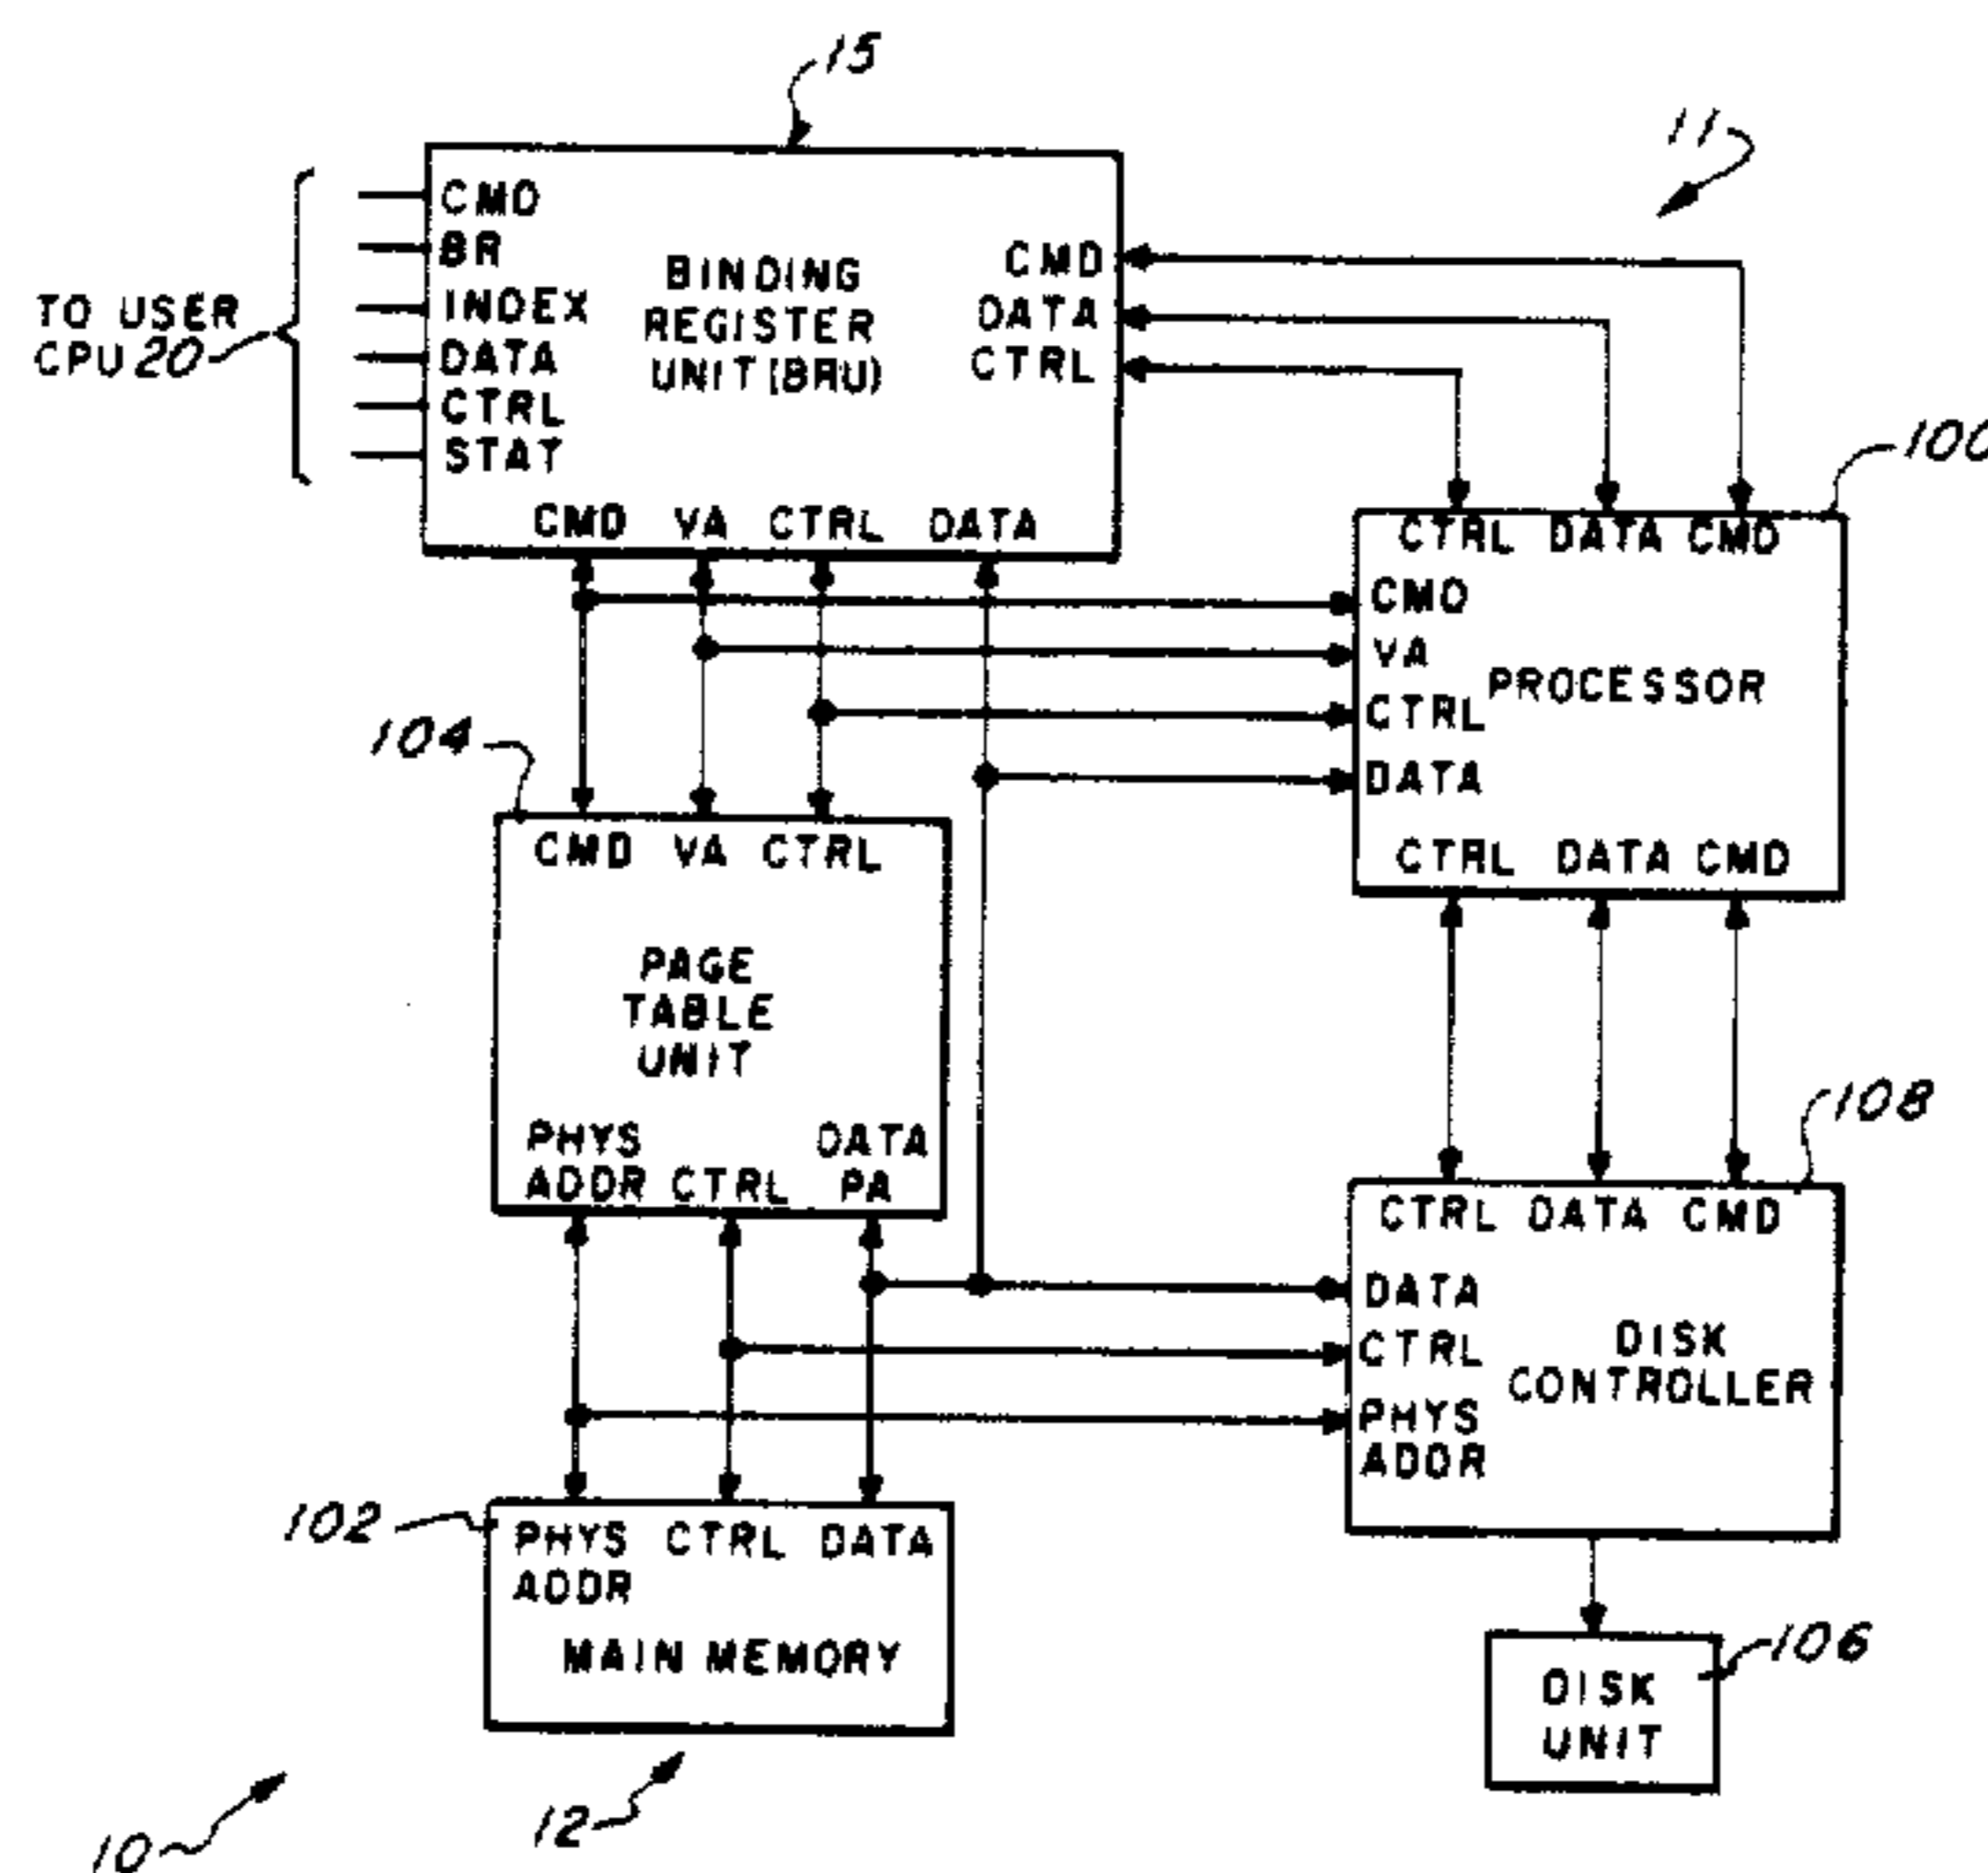 15
11
CMD
BR
INDEX
DATA
CTRL
STAT
TO USER
CPU 20
BINDING
REGISTER
UNIT (BRU)
CMD
DATA
CTRL
CMD VA CTRL DATA
100
CTRL DATA CMD
CMD
VA
CTRL
DATA
PROCESSOR
CTRL DATA CMD
104
CMD VA CTRL
PAGE
TABLE
UNIT
PHYS
ADDR CTRL
DATA
PA
108
CTRL DATA CMD
DATA
CTRL
PHYS
ADDR
DISK
CONTROLLER
102
PHYS CTRL DATA
ADDR
MAIN MEMORY
106
DISK
UNIT
12
10